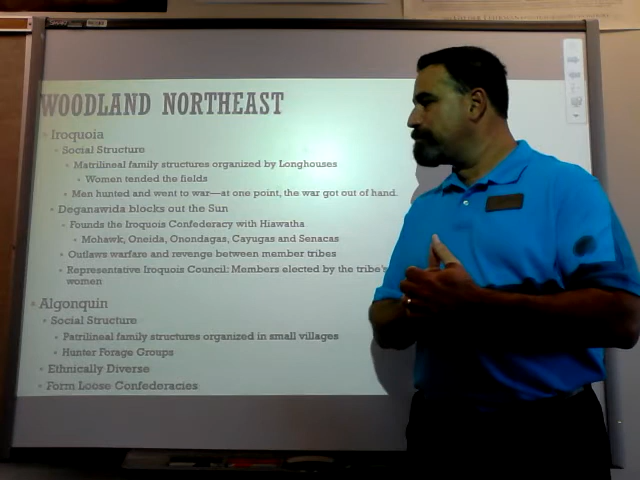 WOODLAND NORTHEAST
Iroquoia
Social Structure
Matrilineal family structures organized by Longhouses
Women tended the fields
Men hunted and went to war—at one point, the war got out of hand.
Deganawida blocks out the Sun
Founds the Iroquois Confederacy with Hiawatha
Mohawk, Oneida, Onondagas, Cayugas and Senacas
Outlaws warfare and revenge between member tribes
Representative Iroquois Council: Members elected by the tribe's
women
Algonquin
Social Structure
Patrilineal family structures organized in small villages
Hunter Forage Groups
Ethnically Diverse
Form Loose Confederacies